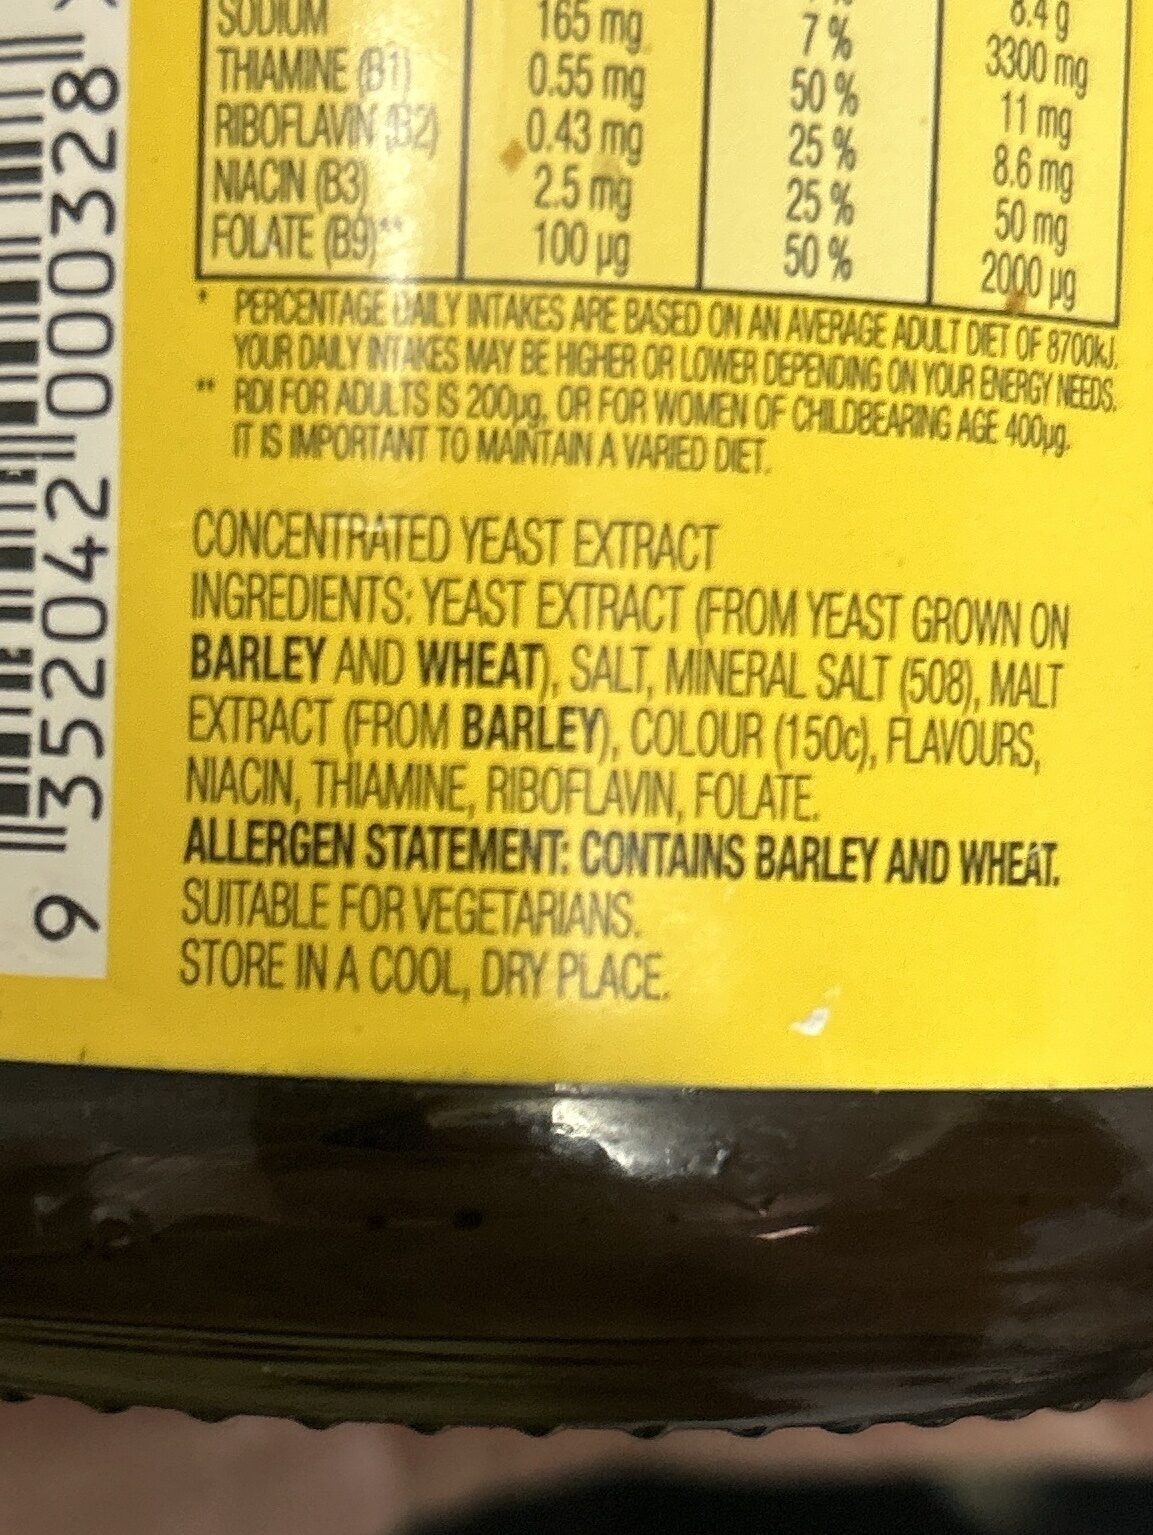 SODIUM 165 mg 7 % 3300 mg
THIAMINE (B1) 0.55 mg 50 % 11 mg
RIBOFLAVIN (B2) 0.43 mg 25 % 8.6 mg
NIACIN (B3) 2.5 mg 25 % 50 mg
FOLATE (B9)** 100 µg 50 % 2000 µg
* PERCENTAGE DAILY INTAKES ARE BASED ON AN AVERAGE ADULT DIET OF 8700kJ.
YOUR DAILY INTAKES MAY BE HIGHER OR LOWER DEPENDING ON YOUR ENERGY NEEDS.
** RDI FOR ADULTS IS 200µg, OR FOR WOMEN OF CHILDBEARING AGE 400µg.
IT IS IMPORTANT TO MAINTAIN A VARIED DIET.
CONCENTRATED YEAST EXTRACT
INGREDIENTS: YEAST EXTRACT (FROM YEAST GROWN ON
BARLEY AND WHEAT), SALT, MINERAL SALT (508), MALT
EXTRACT (FROM BARLEY), COLOUR (150c), FLAVOURS,
NIACIN, THIAMINE, RIBOFLAVIN, FOLATE.
ALLERGEN STATEMENT: CONTAINS BARLEY AND WHEAT.
SUITABLE FOR VEGETARIANS.
STORE IN A COOL, DRY PLACE.
9 352042 000328